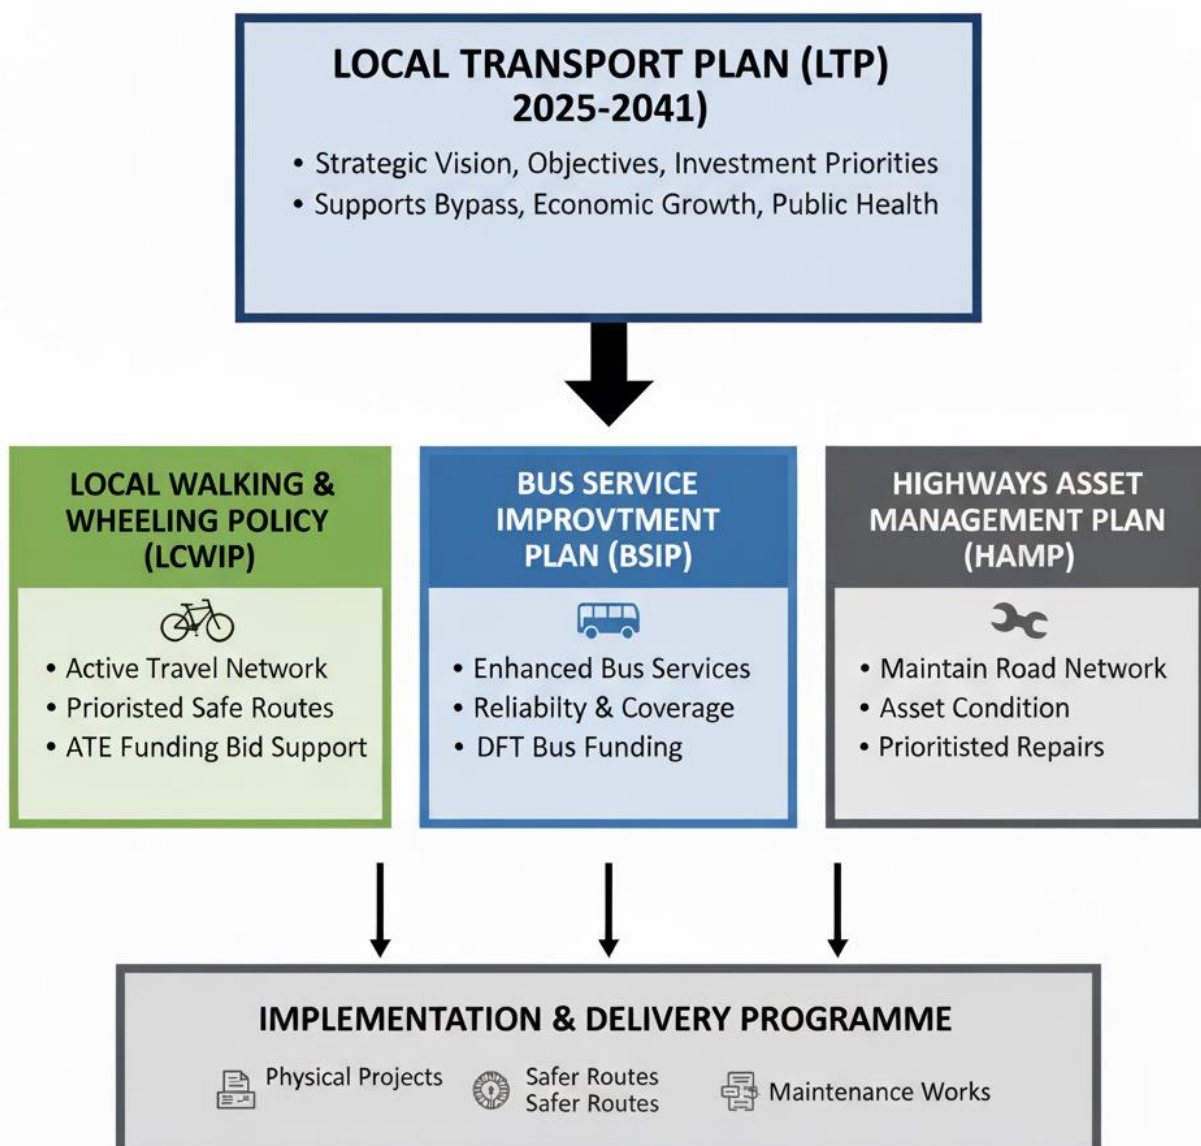 LOCAL TRANSPORT PLAN (LTP)
2025-2041)
• Strategic Vision, Objectives, Investment Priorities
• Supports Bypass, Economic Growth, Public Health
LOCAL WALKING &
WHEELING POLICY
(LCWIP)
• Active Travel Network
• Prioristed Safe Routes
• ATE Funding Bid Support
BUS SERVICE
IMPROVTMENT
PLAN (BSIP)
• Enhanced Bus Services
• Reliabilty & Coverage
• DFT Bus Funding
HIGHWAYS ASSET
MANAGEMENT PLAN
(HAMP)
• Maintain Road Network
• Asset Condition
• Prioritisted Repairs
IMPLEMENTATION & DELIVERY PROGRAMME
Physical Projects
Safer Routes
Safer Routes
Maintenance Works